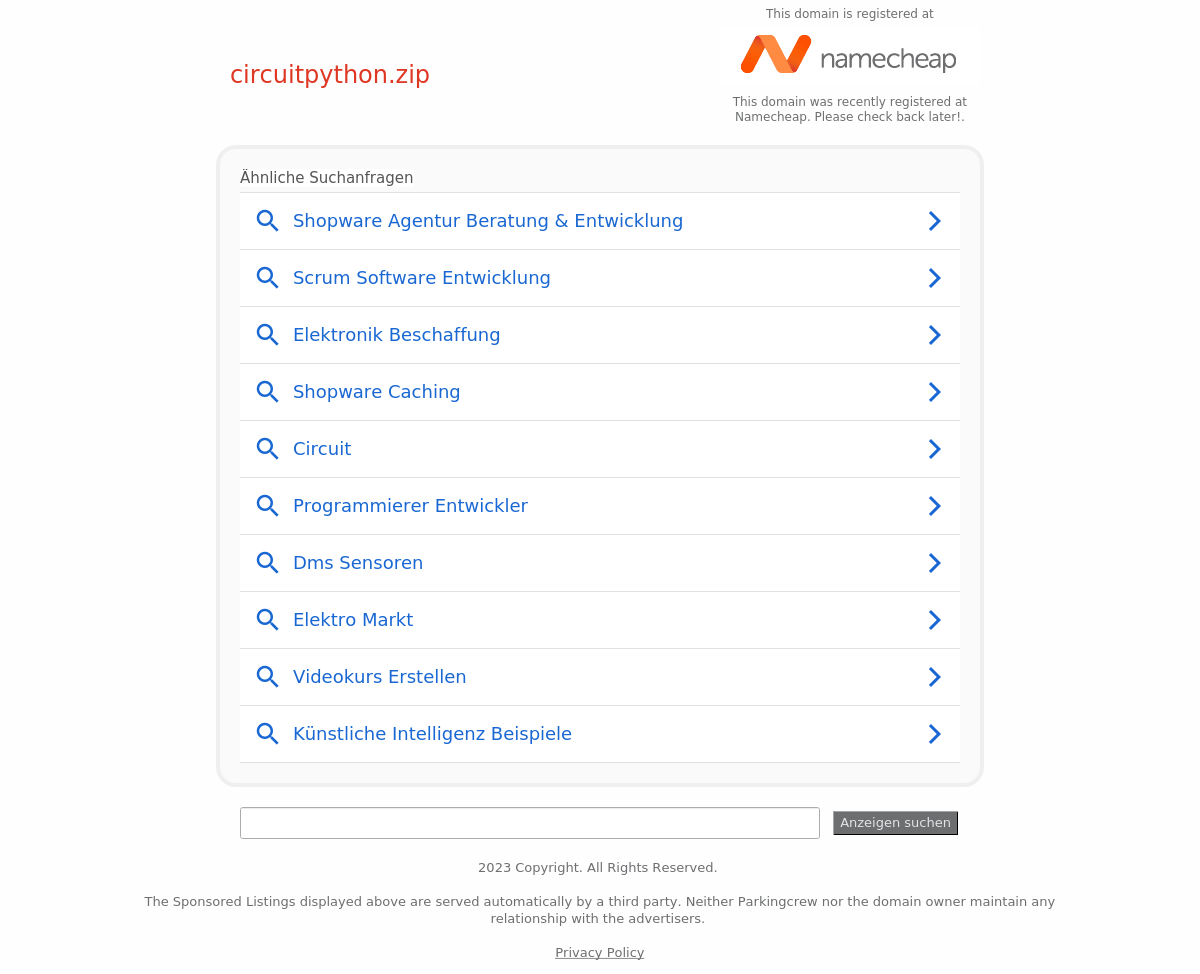 This domain is registered at
namecheap
circuitpython.zip
This domain was recently registered at
Namecheap. Please check back later!.
Ähnliche Suchanfragen
Shopware Agentur Beratung & Entwicklung
Scrum Software Entwicklung
Elektronik Beschaffung
Shopware Caching
Circuit
Programmierer Entwickler
Dms Sensoren
Elektro Markt
Videokurs Erstellen
Künstliche Intelligenz Beispiele
Anzeigen suchen
2023 Copyright. All Rights Reserved.
The Sponsored Listings displayed above are served automatically by a third party. Neither Parkingcrew nor the domain owner maintain any
relationship with the advertisers.
Privacy Policy